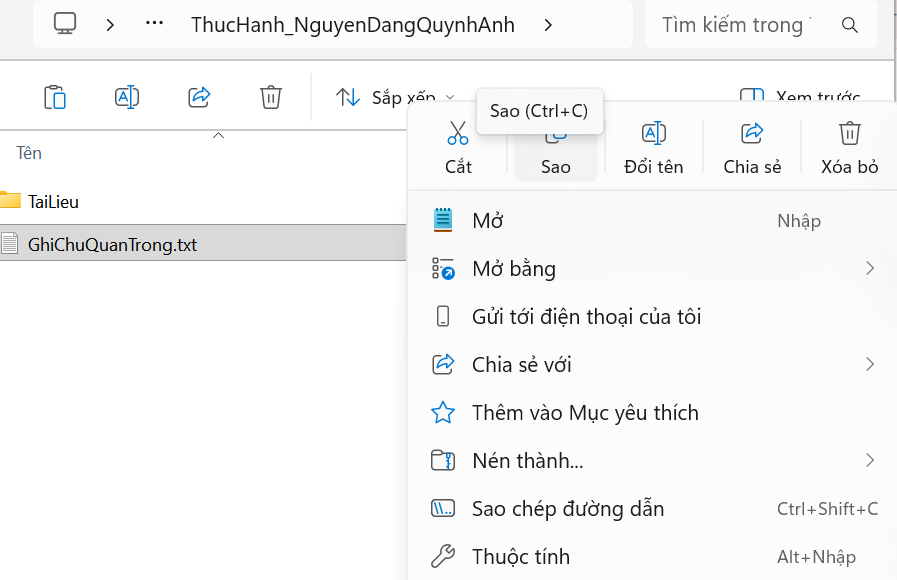 ThucHanh_NguyenDangQuynhAnh
Tìm kiếm trong
Sắp xếp
Xem trước
Sao (Ctrl+C)
Cắt
Sao
Đổi tên
Chia sẻ
Xóa bỏ
Tên
TaiLieu
GhiChuQuanTrong.txt
Mở Nhập
Mở bằng
Gửi tới điện thoại của tôi
Chia sẻ với
Thêm vào Mục yêu thích
Nén thành...
Sao chép đường dẫn Ctrl+Shift+C
Thuộc tính Alt+Nhập